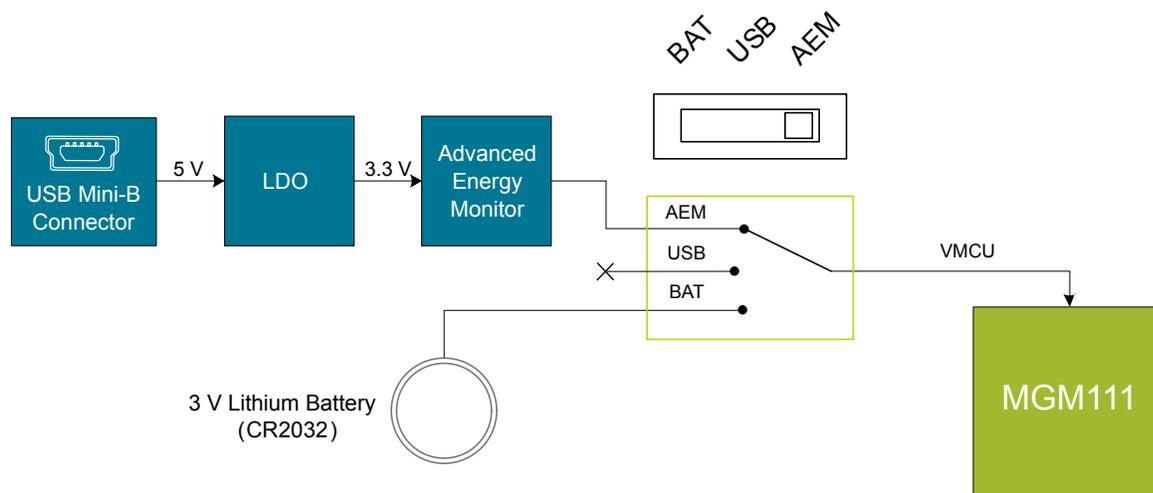 BAT
USB
AEM
USB Mini-B
Connector
5 V
LDO
3.3 V
Advanced
Energy
Monitor
AEM
USB
BAT
VMCU
MGM111
3 V Lithium Battery
(CR2032)